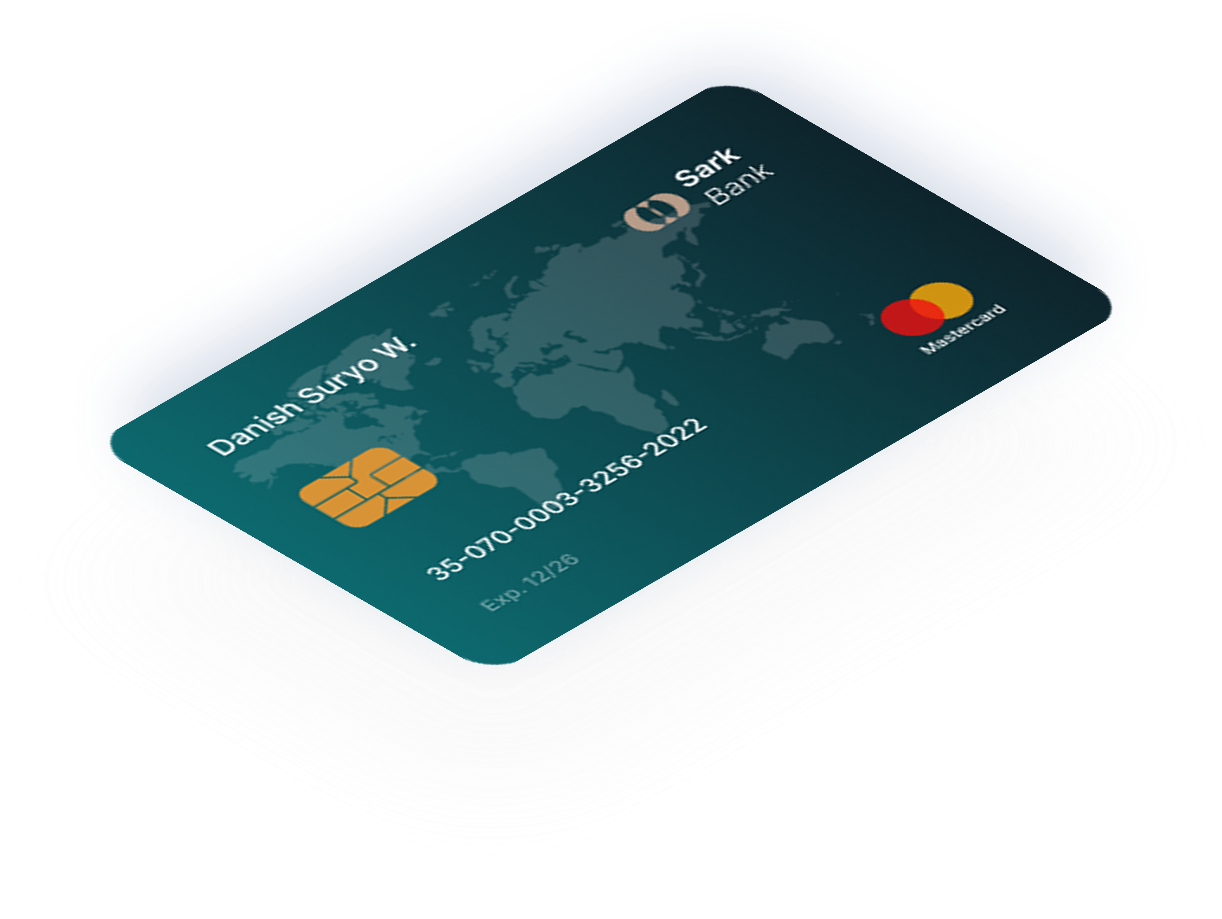 Sark
Bank
Danish Suryo W.
35-070-0003-3256-2022
Exp. 12/26
Mastercard